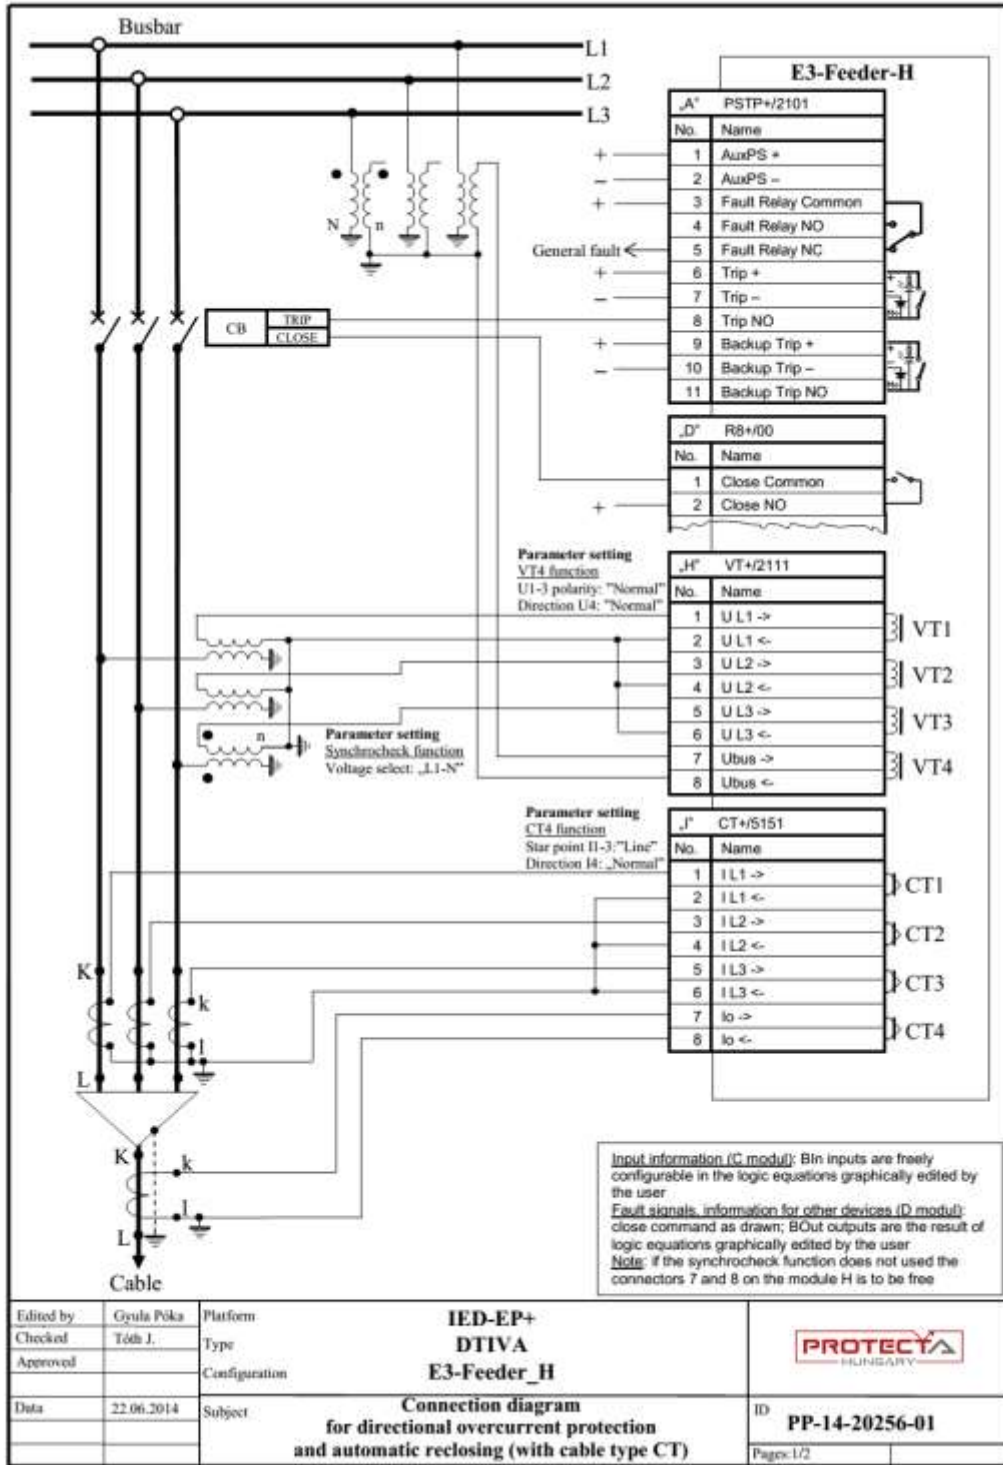 Busbar
L1
L2
L3
E3-Feeder-H
„A" PSTP+/2101
No. Name
+ 1 AuxPS +
– 2 AuxPS –
+ 3 Fault Relay Common
4 Fault Relay NO
General fault 5 Fault Relay NC
+ 6 Trip +
– 7 Trip –
8 Trip NO
+ 9 Backup Trip +
– 10 Backup Trip –
11 Backup Trip NO
N n
CB TRIP
CLOSE
„D" R8+/00
No. Name
1 Close Common
+ 2 Close NO
Parameter setting
VT4 function
U1-3 polarity: "Normal"
Direction U4: "Normal"
„H" VT+/2111
No. Name
1 U L1 ->
2 U L1 <-
VT1
3 U L2 ->
4 U L2 <-
VT2
5 U L3 ->
6 U L3 <-
VT3
7 Ubus ->
8 Ubus <-
VT4
n
Parameter setting
Synchrocheck function
Voltage select: „L1-N"
Parameter setting
CT4 function
Star point I1-3:"Line"
Direction I4: „Normal"
„J" CT+/5151
No. Name
1 I L1 ->
2 I L1 <-
CT1
3 I L2 ->
4 I L2 <-
CT2
5 I L3 ->
6 I L3 <-
CT3
7 Io ->
8 Io <-
CT4
K
k
l
L
K
k
l
L
Cable
Input information (C modul): BIn inputs are freely
configurable in the logic equations graphically edited by
the user
Fault signals, information for other devices (D modul):
close command as drawn; BOut outputs are the result of
logic equations graphically edited by the user
Note: if the synchrocheck function does not used the
connectors 7 and 8 on the module H is to be free
Edited by Gyula Póka
Checked Tóth J.
Approved
Data 22.06.2014
Platform IED-EP+
Type DTIVA
Configuration E3-Feeder_H
Subject Connection diagram
for directional overcurrent protection
and automatic reclosing (with cable type CT)
PROTECTA
HUNGARY
ID PP-14-20256-01
Pages:1/2